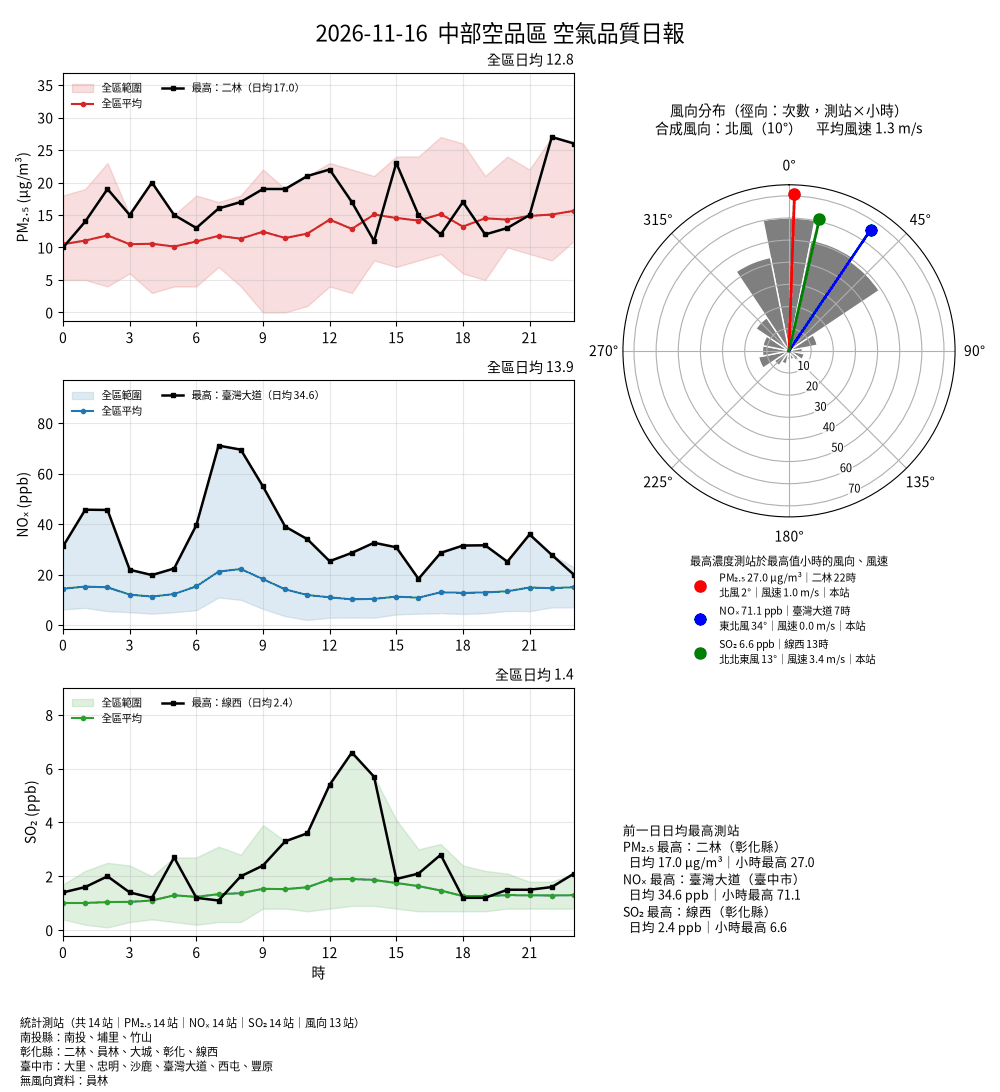 2026-11-16 中部空品區 空氣品質日報
全區日均 12.8
35
30
25
20
15
10
5
0
PM₂.₅ (μg/m³)
全區範圍
全區平均
最高：二林（日均 17.0）
0 3 6 9 12 15 18 21
全區日均 13.9
80
60
40
20
0
NOₓ (ppb)
全區範圍
全區平均
最高：臺灣大道（日均 34.6）
0 3 6 9 12 15 18 21
全區日均 1.4
8
6
4
2
0
SO₂ (ppb)
全區範圍
全區平均
最高：線西（日均 2.4）
0 3 6 9 12 15 18 21
時
風向分布（徑向：次數，測站×小時）
合成風向：北風（10°） 平均風速 1.3 m/s
0°
45°
90°
135°
180°
225°
270°
315°
10
20
30
40
50
60
70
最高濃度測站於最高值小時的風向、風速
PM₂.₅ 27.0 μg/m³｜二林 22時
北風 2°｜風速 1.0 m/s｜本站
NOₓ 71.1 ppb｜臺灣大道 7時
東北風 34°｜風速 0.0 m/s｜本站
SO₂ 6.6 ppb｜線西 13時
北北東風 13°｜風速 3.4 m/s｜本站
前一日日均最高測站
PM₂.₅ 最高：二林（彰化縣）
日均 17.0 μg/m³｜小時最高 27.0
NOₓ 最高：臺灣大道（臺中市）
日均 34.6 ppb｜小時最高 71.1
SO₂ 最高：線西（彰化縣）
日均 2.4 ppb｜小時最高 6.6
統計測站（共 14 站｜PM₂.₅ 14 站｜NOₓ 14 站｜SO₂ 14 站｜風向 13 站）
南投縣：南投、埔里、竹山
彰化縣：二林、員林、大城、彰化、線西
臺中市：大里、忠明、沙鹿、臺灣大道、西屯、豐原
無風向資料：員林